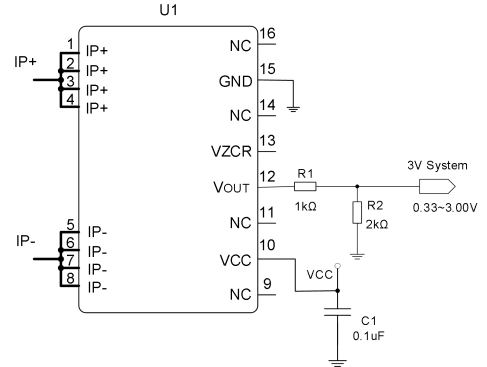 U1
1 IP+ NC 16
IP+
2 IP+ GND 15
3 IP+
4 IP+ NC 14
VZCR 13
3V System
VOUT 12 R1
1kΩ R2 0.33~3.00V
2kΩ
5 IP- NC 11
IP-
6 IP- VCC 10
7 IP- VCC
8 IP- NC 9
C1
0.1uF